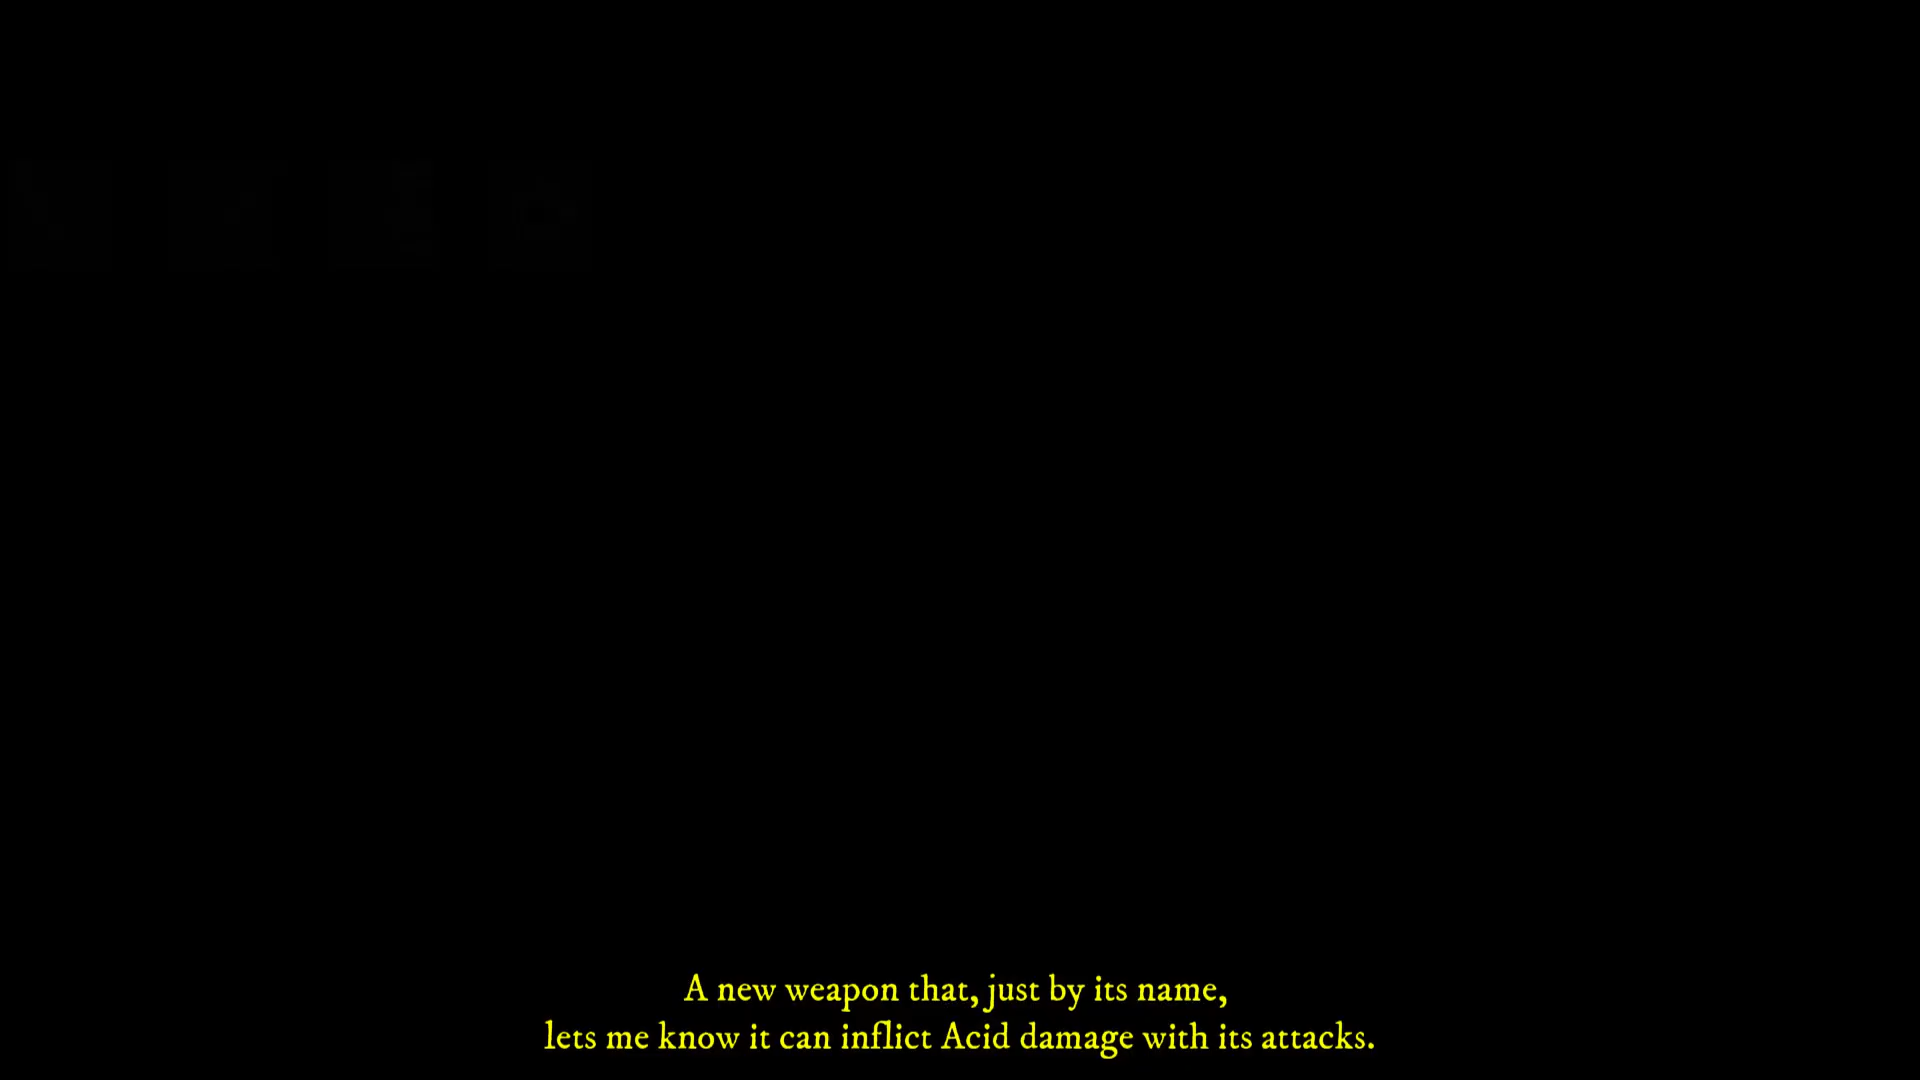 A new weapon that, just by its name,
lets me know it can inflict Acid damage with its attacks.